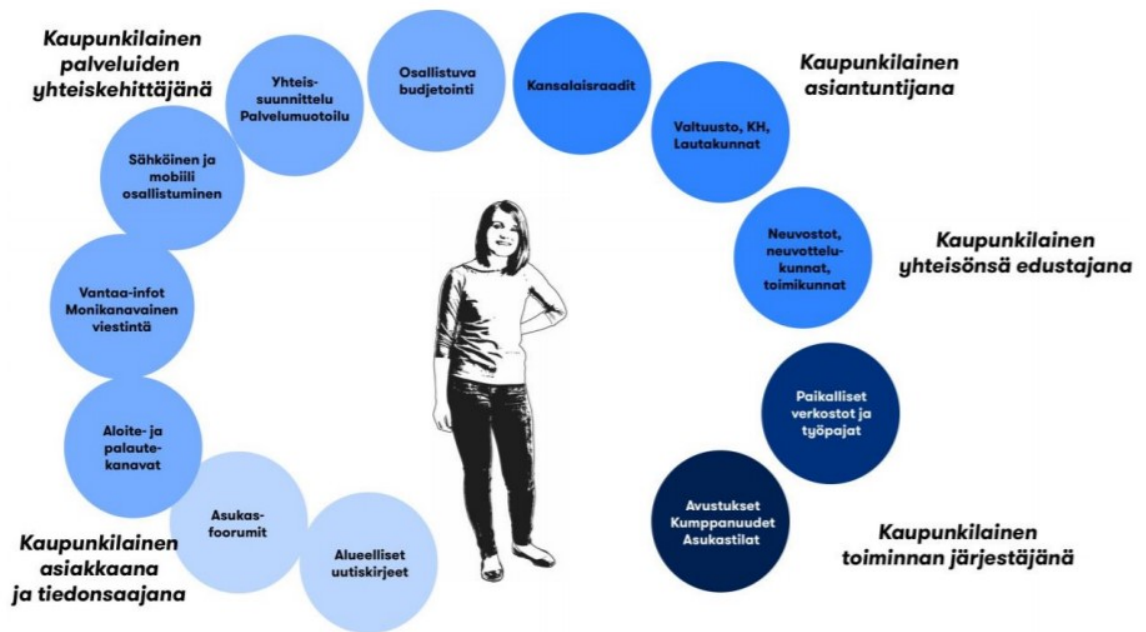 Kaupunkilainen
palveluiden
yhteiskehittäjänä
Yhteis-
suunnittelu
Palvelumuotoilu
Osallistuva
budjetointi
Kansalaisraadit
Kaupunkilainen
asiantuntijana
Valtuusto, KH,
Lautakunnat
Sähköinen ja
mobiili
osallistuminen
Neuvostot,
neuvottelu-
kunnat,
toimikunnat
Kaupunkilainen
yhteisönsä edustajana
Vantaa-infot
Monikanavainen
viestintä
Paikalliset
verkostot ja
työpajat
Aloite- ja
palaute-
kanavat
Asukas-
foorumit
Alueelliset
uutiskirjeet
Avustukset
Kumppanuudet
Asukastilat
Kaupunkilainen
asiakkaana
ja tiedonsaajana
Kaupunkilainen
toiminnan järjestäjänä